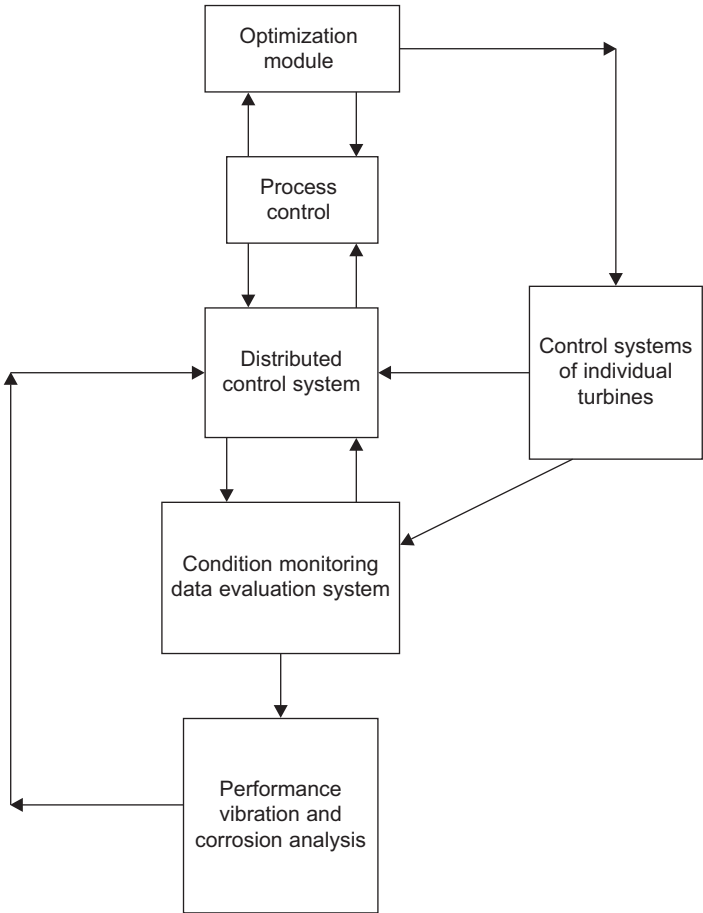 Optimization
module
Process
control
Distributed
control system
Control systems
of individual
turbines
Condition monitoring
data evaluation system
Performance
vibration and
corrosion analysis